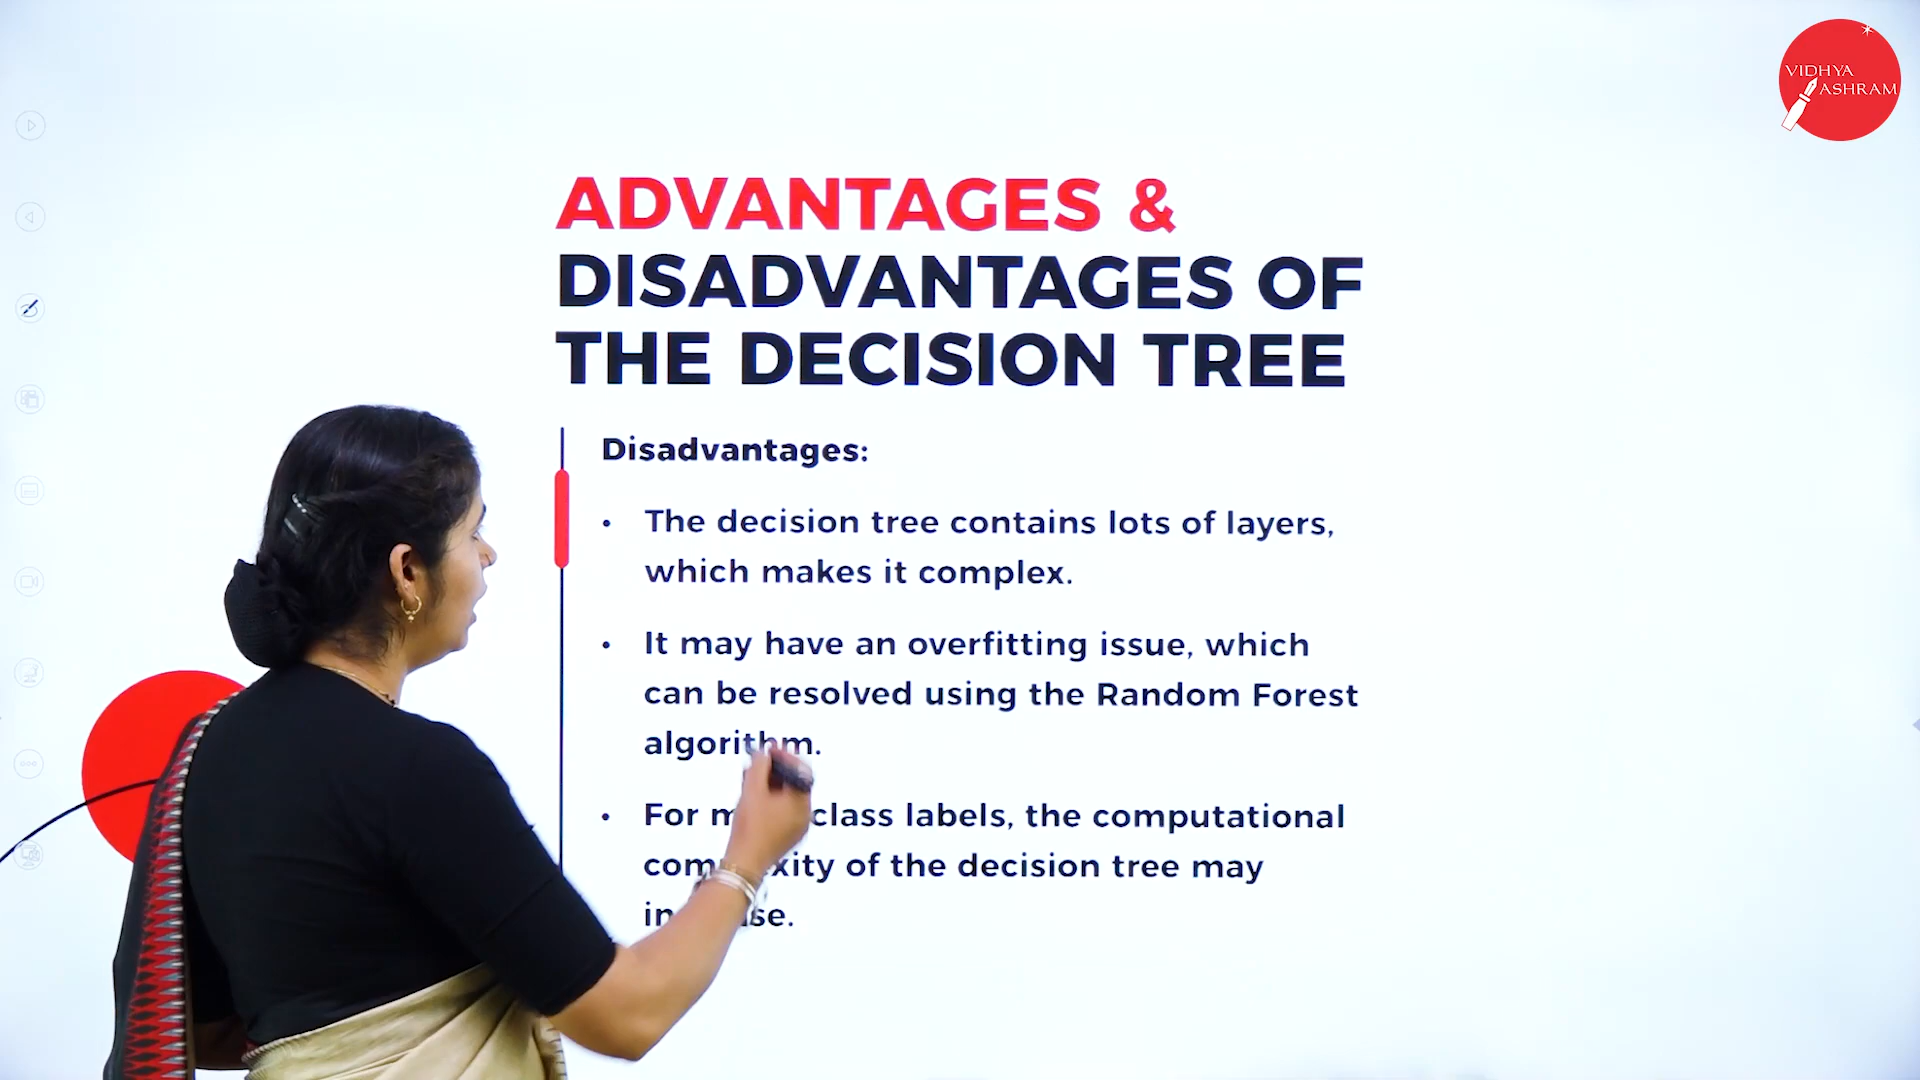 VIDHYA
ASHRAM
ADVANTAGES &
DISADVANTAGES OF
THE DECISION TREE
Disadvantages:
• The decision tree contains lots of layers,
which makes it complex.
• It may have an overfitting issue, which
can be resolved using the Random Forest
algorithm.
• For class labels, the computational
of the decision tree may